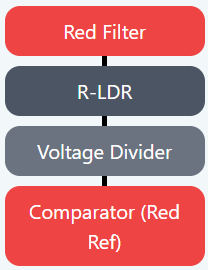 Red Filter
R-LDR
Voltage Divider
Comparator (Red
Ref)